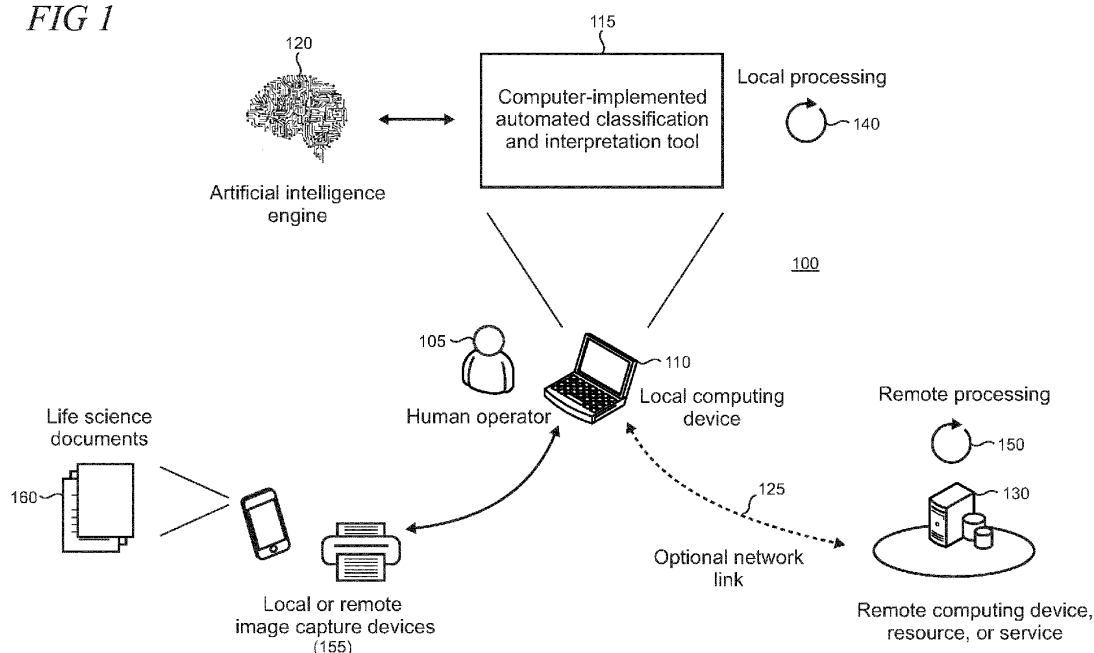 FIG 1
120
115
Computer-implemented
automated classification
and interpretation tool
Local processing
140
Artificial intelligence
engine
100
105
110
Human operator
Local computing
device
Life science
documents
160
Remote processing
150
130
125
Optional network
link
Local or remote
image capture devices
(155)
Remote computing device,
resource, or service